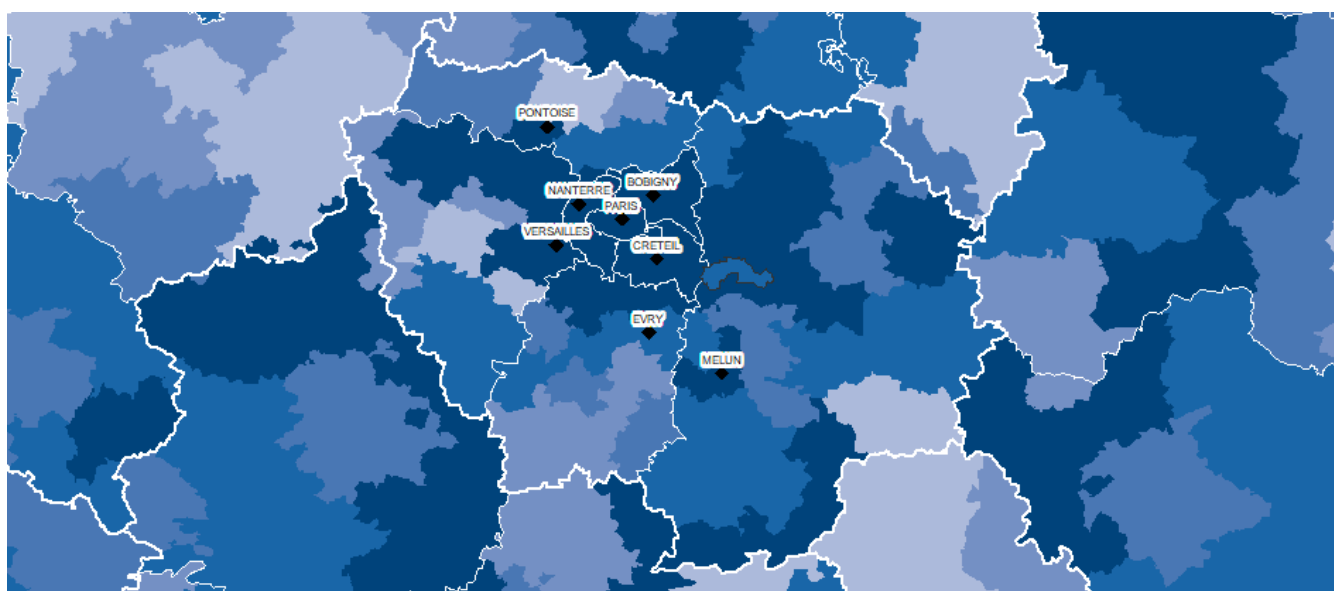 PONTOISE
BOBIGNY
NANTERRE
PARIS
VERSAILLES
CRETEIL
EVRY
MELUN